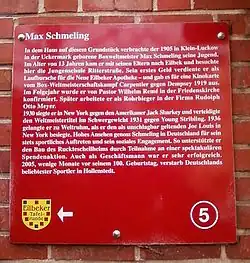 Max Schmeling
In dem Haus auf diesem Grundstück verbrachte der 1905 in Klein-Luckow
in der Uckermark geborene Boxweltmeister Max Schmeling seine Jugend.
Im Alter von 13 Jahren kam er mit seinen Eltern nach Eilbek und besuchte
hier die Jungenschule Ritterstraße. Sein erstes Geld verdiente er als
Laufbursche für die Neue Eilbeker Apotheke – und gab es für eine Kinokarte
vom Box-Weltmeisterschaftskampf Carpentier gegen Dempsey 1919 aus.
Im Folgejahr wurde er von Pastor Wilhelm Remé in der Friedenskirche
konfirmiert. Später arbeitete er als Rohrbieger in der Firma Rudolph
Otto Meyer.
1930 siegte er in New York gegen den Amerikaner Jack Sharkey und verteidigte
den Weltmeistertitel im Schwergewicht 1931 gegen Young Stribling. 1936
gelangte er zu Weltruhm, als er den als unschlagbar geltenden Joe Louis in
New York besiegte. Hohes Ansehen genoss Schmeling in Deutschland für sein
stets sportliches Auftreten und sein soziales Engagement. So unterstützte er
den Bau des Ruckteschellheims durch Teilnahme an einer spektakulären
Spendenaktion. Auch als Geschäftsmann war er sehr erfolgreich.
2005, wenige Monate vor seinem 100. Geburtstag, verstarb Deutschlands
beliebtester Sportler in Hollenstedt.
Eilbeker
Tafel-
Runde
5